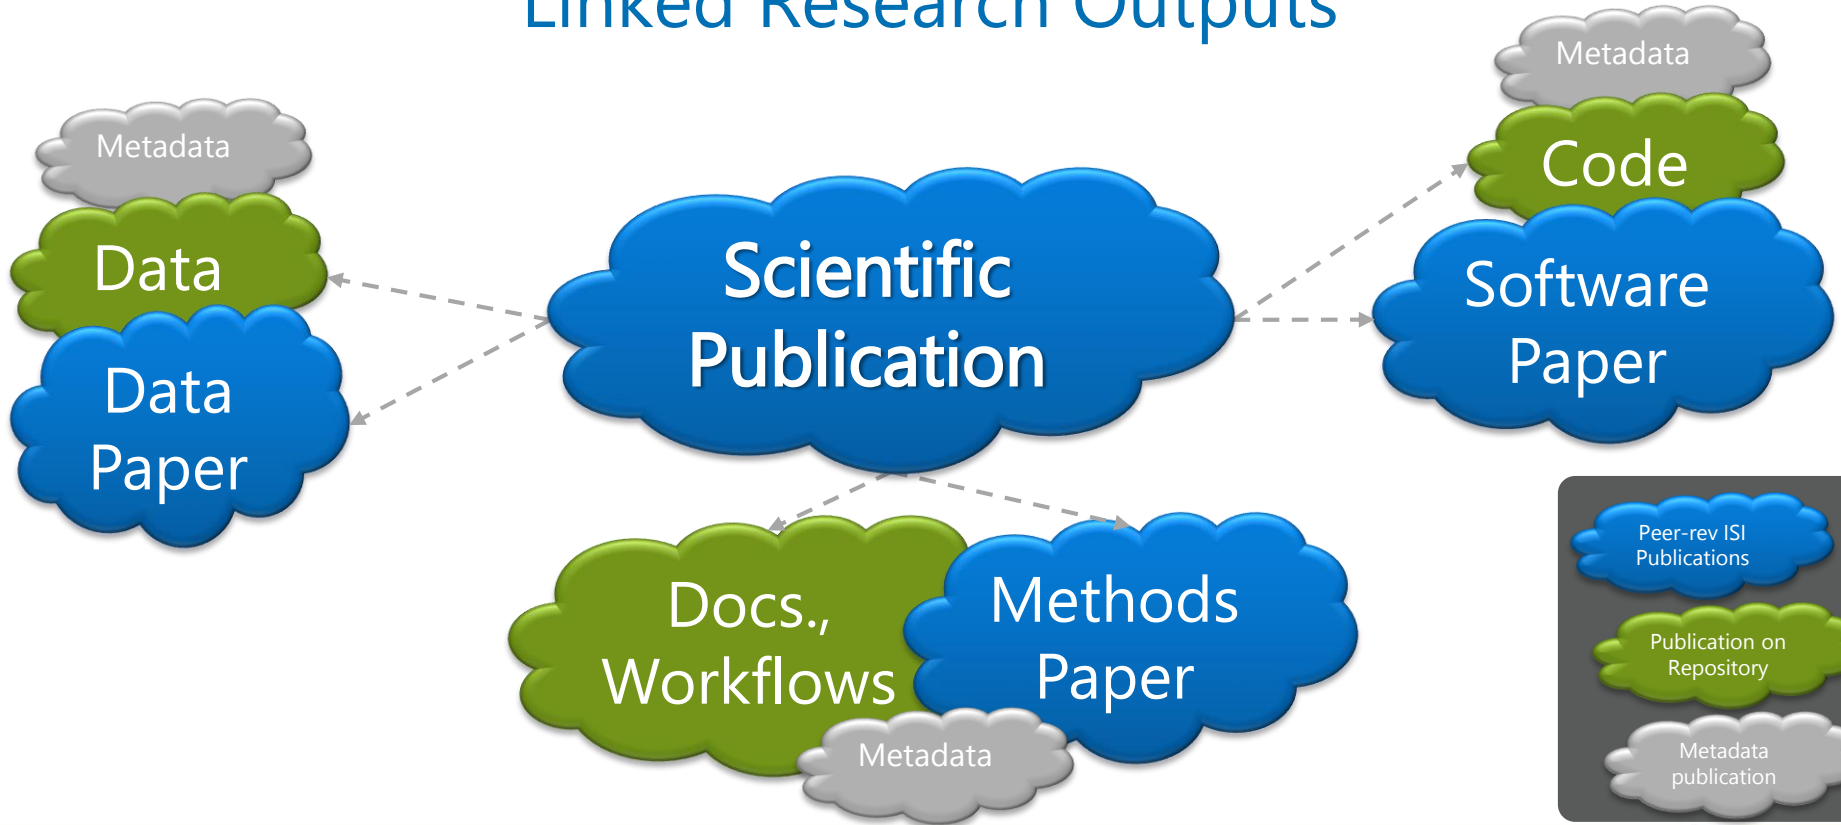 Linked Research Outputs
Metadata
Data
Data
Paper
Scientific
Publication
Metadata
Code
Software
Paper
Docs.,
Workflows
Methods
Paper
Metadata
Peer-rev ISI
Publications
Publication on
Repository
Metadata
publication